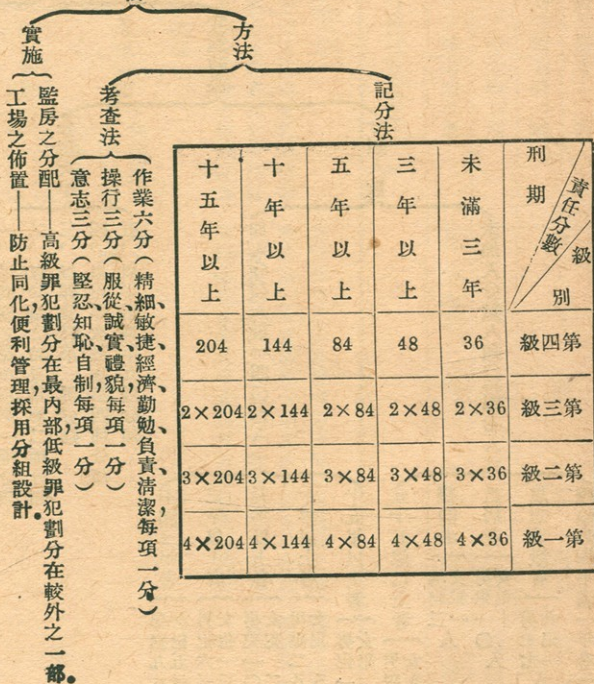 方法
記分法
刑期 責任分數 級別
未滿三年
三年以上
五年以上
十年以上
十五年以上
第四級 36 48 84 144 204
第三級 2×36 2×48 2×84 2×144 2×204
第二級 3×36 3×48 3×84 3×144 3×204
第一級 4×36 4×48 4×84 4×144 4×204
考查法
作業六分(精細、敏捷、經濟、勤勉、負責、清潔,每項一分)
操行三分(服從、誠實、禮貌,每項一分)
意志三分(堅忍、知恥、自制,每項一分)
實施
監房之分配——高級罪犯劃分在最內部,低級罪犯劃分在較外之一部。
工場之佈置——防止同化,便利管理,採用分組設計。